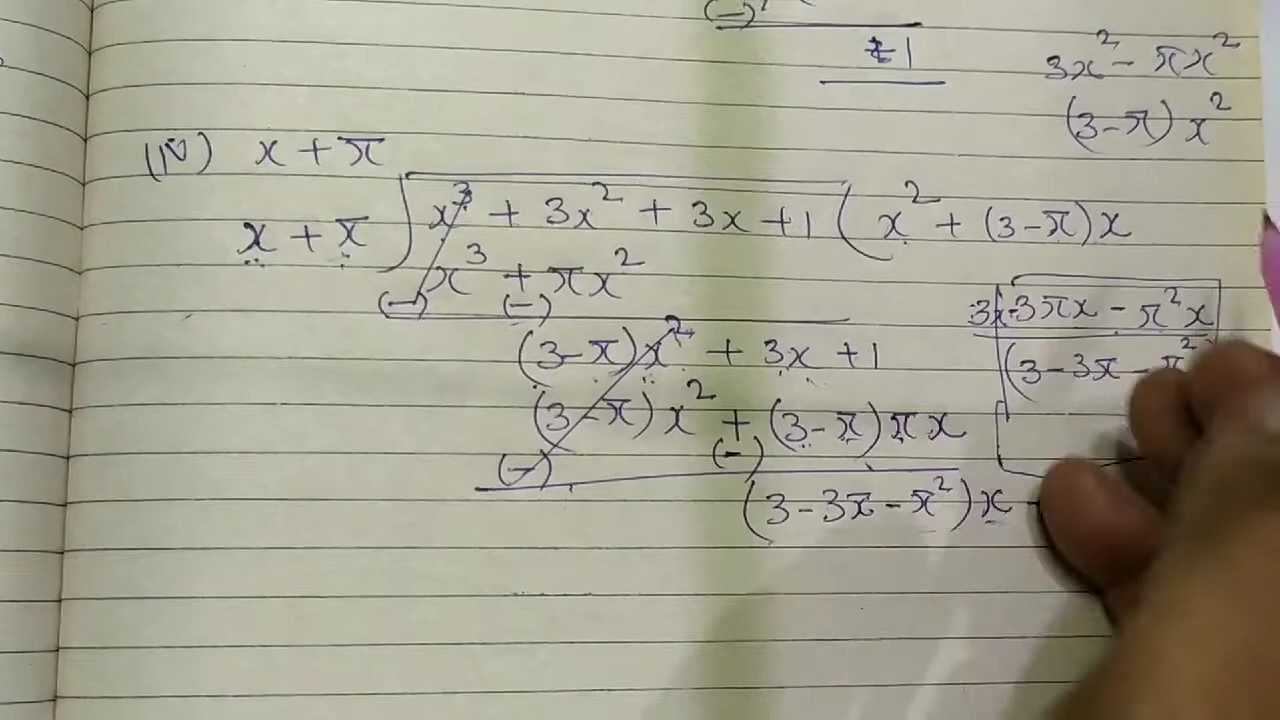 (−)
1
3x² − πx²
(3−π) x²
(iv) x + π
x + π ) x³ + 3x² + 3x + 1 ( x² + (3−π)x
x³ + πx²
(−) (−)
3x − 3πx − π²x
(3−π)x² + 3x + 1
(3 − 3π − π²
(3−π)x² + (3−π)πx
(−) (−)
(3 − 3π − π²)x